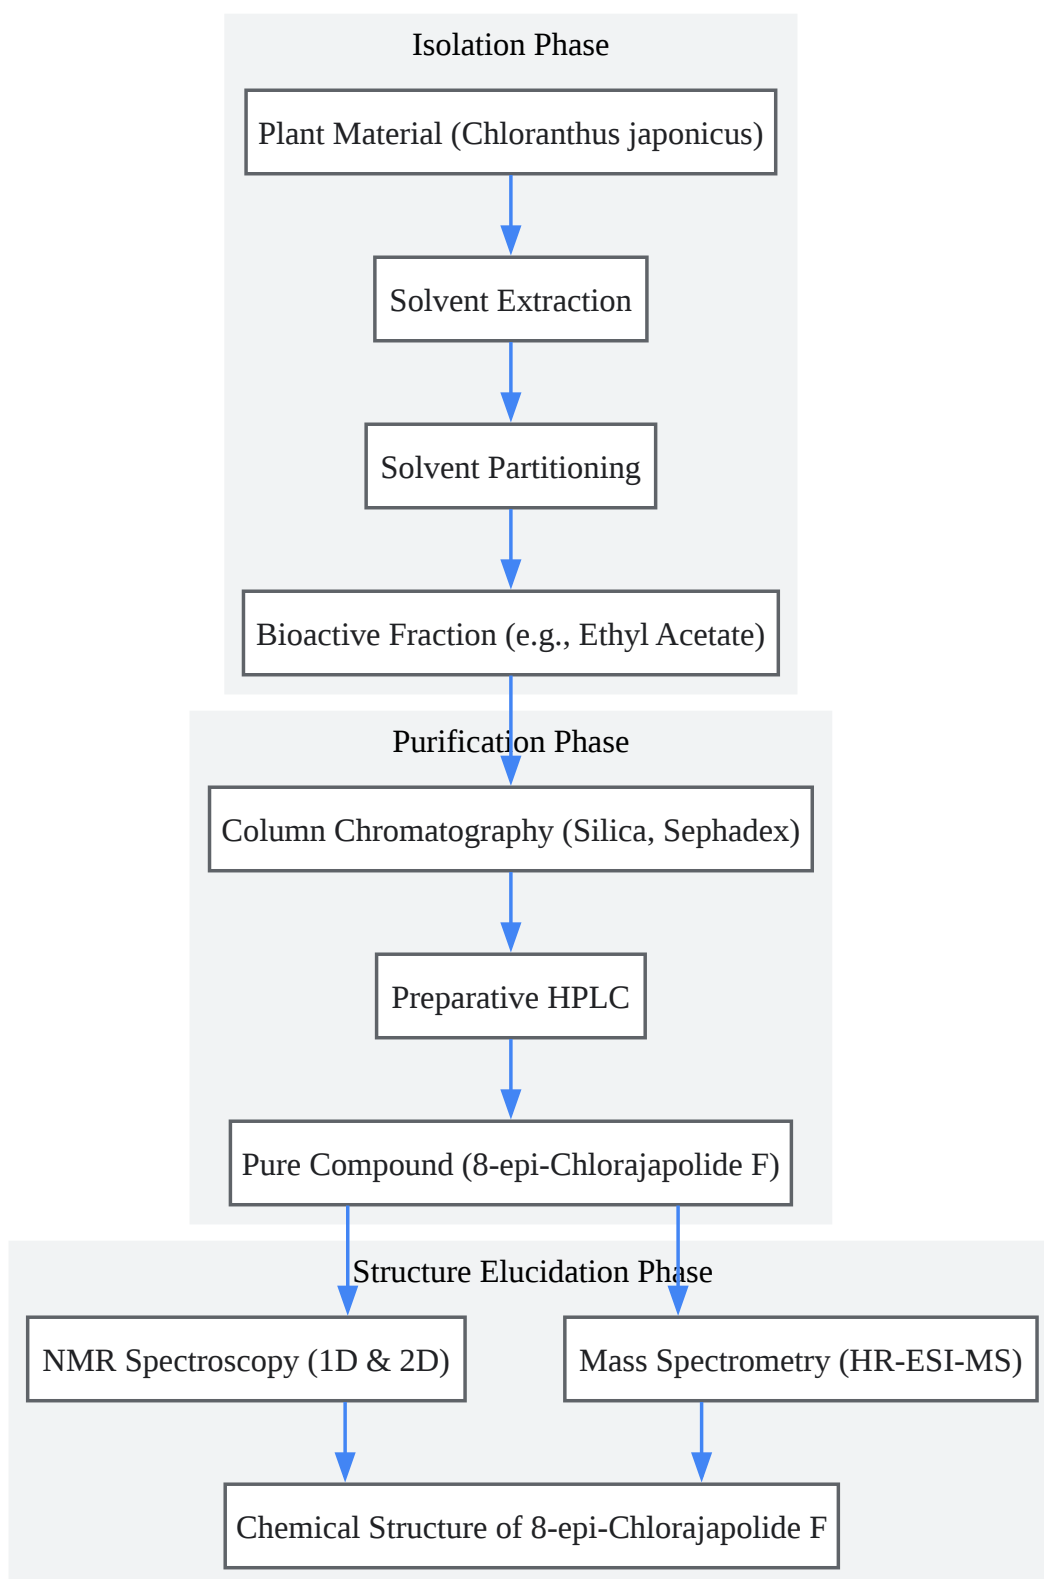 Isolation Phase
Plant Material (Chloranthus japonicus)
Solvent Extraction
Solvent Partitioning
Bioactive Fraction (e.g., Ethyl Acetate)
Purification Phase
Column Chromatography (Silica, Sephadex)
Preparative HPLC
Pure Compound (8-epi-Chlorajapolide F)
Structure Elucidation Phase
NMR Spectroscopy (1D & 2D)
Mass Spectrometry (HR-ESI-MS)
Chemical Structure of 8-epi-Chlorajapolide F